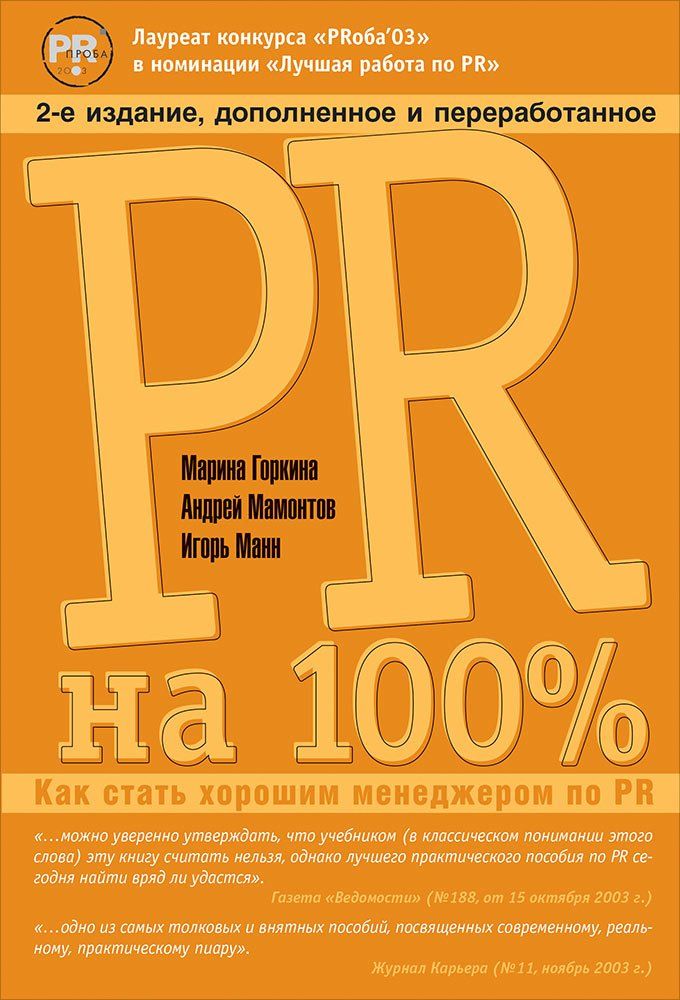 PR
ПРОБА
2003
Лауреат конкурса «PRоба’03»
в номинации «Лучшая работа по PR»
2-е издание, дополненное и переработанное
PR
Марина Горкина
Андрей Мамонтов
Игорь Манн
на 100%
Как стать хорошим менеджером по PR
«...можно уверенно утверждать, что учебником (в классическом понимании этого
слова) эту книгу считать нельзя, однако лучшего практического пособия по PR се-
годня найти вряд ли удастся».
Газета «Ведомости» (№188, от 15 октября 2003 г.)
«...одно из самых толковых и внятных пособий, посвященных современному, реаль-
ному, практическому пиару».
Журнал Карьера (№11, ноябрь 2003 г.)